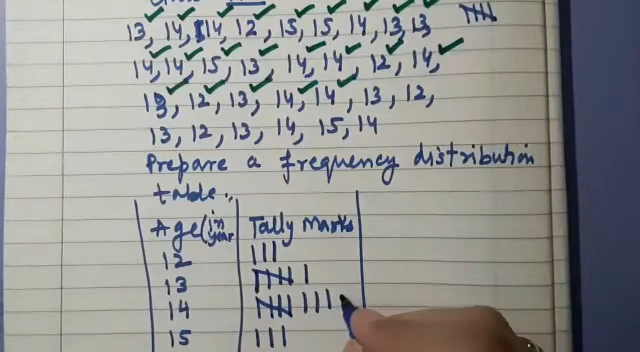 13, 14, 14, 12, 15, 15, 14, 13, 13,
14, 14, 15, 13, 14, 14, 12, 14,
13, 12, 13, 14, 14, 13, 12,
13, 12, 13, 14, 15, 14
Prepare a frequency distribution
table.
Age (in year Tally Marks
12 |||
13 |||| |
14 |||| |||
15 |||